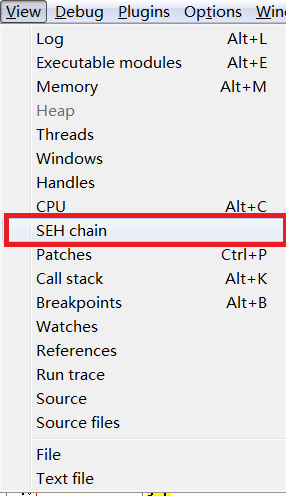 View Debug Plugins Options
Log Alt+L
Executable modules Alt+E
Memory Alt+M
Heap
Threads
Windows
Handles
CPU Alt+C
SEH chain
Patches Ctrl+P
Call stack Alt+K
Breakpoints Alt+B
Watches
References
Run trace
Source
Source files
File
Text file